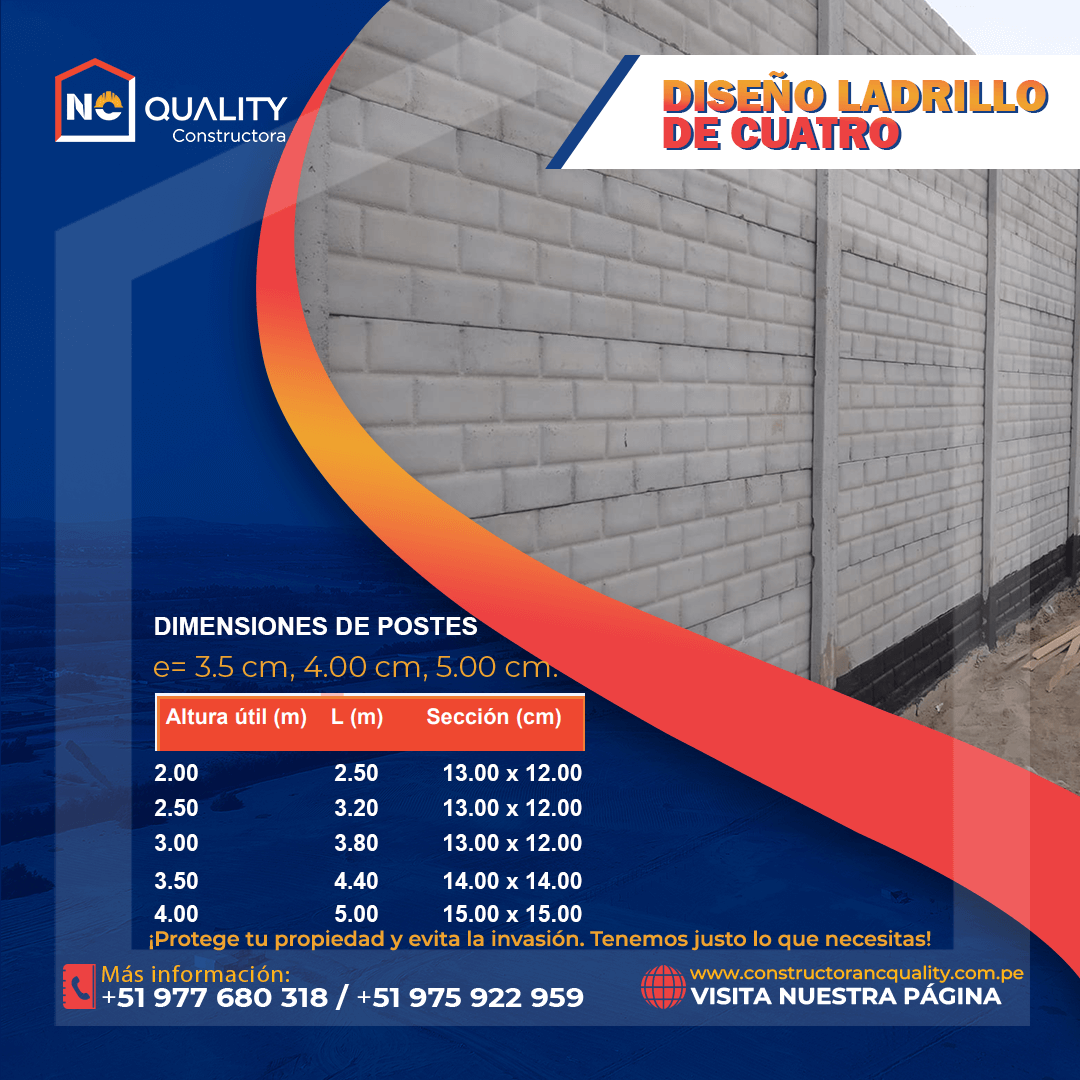 NC QUALITY
Constructora
DISEÑO LADRILLO
DE CUATRO
DIMENSIONES DE POSTES
e= 3.5 cm, 4.00 cm, 5.00 cm.
Altura útil (m) L (m) Sección (cm)
2.00 2.50 13.00 x 12.00
2.50 3.20 13.00 x 12.00
3.00 3.80 13.00 x 12.00
3.50 4.40 14.00 x 14.00
4.00 5.00 15.00 x 15.00
¡Protege tu propiedad y evita la invasión. Tenemos justo lo que necesitas!
Más información:
+51 977 680 318 / +51 975 922 959
www.constructorancquality.com.pe
VISITA NUESTRA PÁGINA